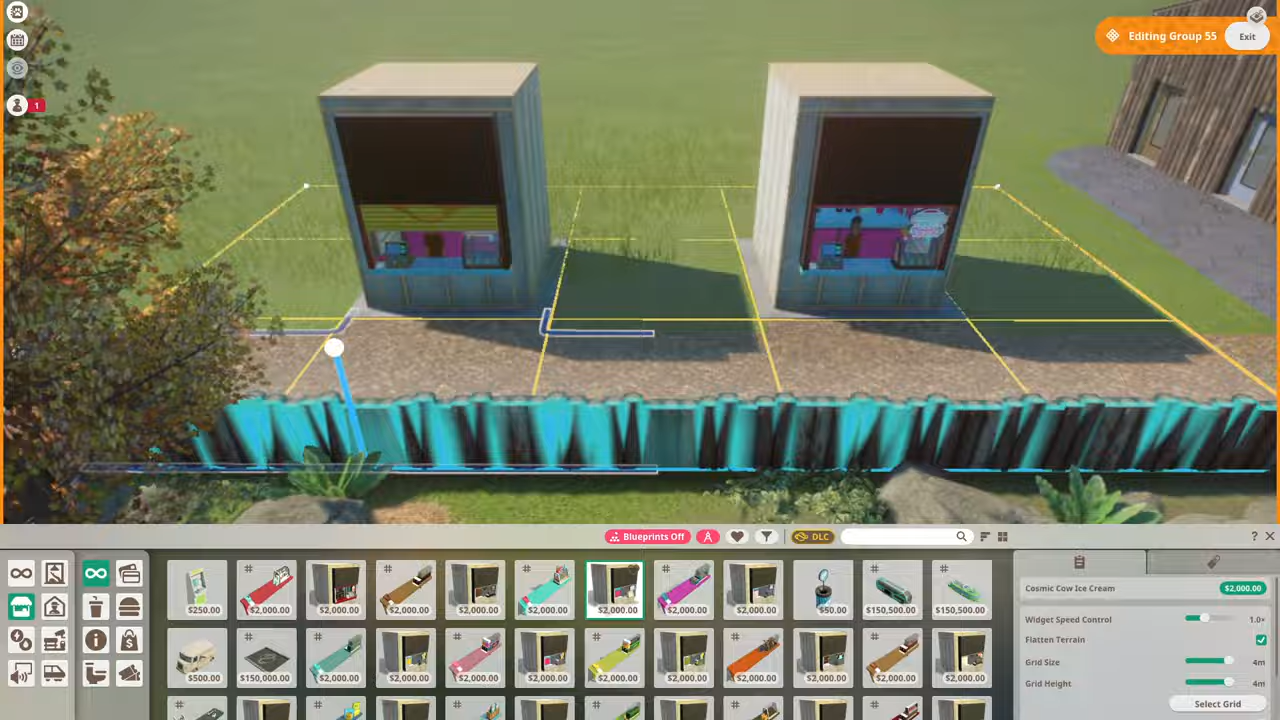 Editing Group 55
Exit
1
Blueprints Off
DLC
?
$250.00
$2,000.00
$2,000.00
$2,000.00
$2,000.00
$2,000.00
$2,000.00
$2,000.00
$2,000.00
$50.00
$150,500.00
$150,500.00
$500.00
$150,000.00
$2,000.00
$2,000.00
$2,000.00
$2,000.00
$2,000.00
$2,000.00
$2,000.00
$2,000.00
$2,000.00
$2,000.00
Cosmic Cow Ice Cream
$2,000.00
Widget Speed Control
1.0×
Flatten Terrain
Grid Size
4m
Grid Height
4m
Select Grid